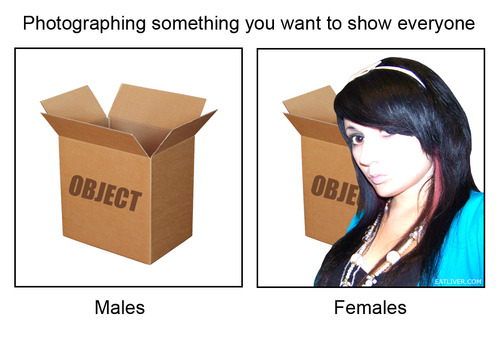 Photographing something you want to show everyone
OBJECT
OBJE
EATLIVER.COM
Males
Females